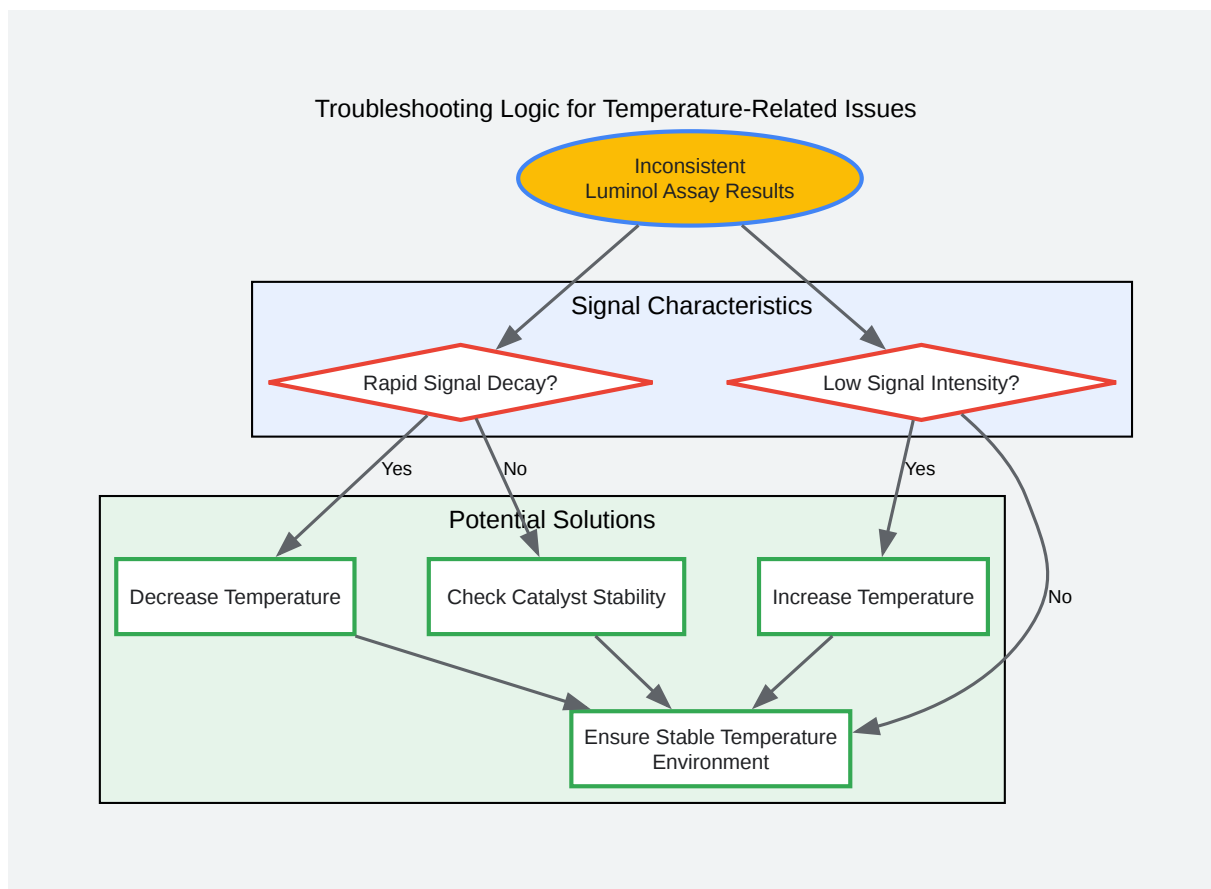 Troubleshooting Logic for Temperature-Related Issues
Inconsistent
Luminol Assay Results
Signal Characteristics
Rapid Signal Decay?
Low Signal Intensity?
Yes
No
Yes
Potential Solutions
Decrease Temperature
Check Catalyst Stability
Increase Temperature
No
Ensure Stable Temperature
Environment